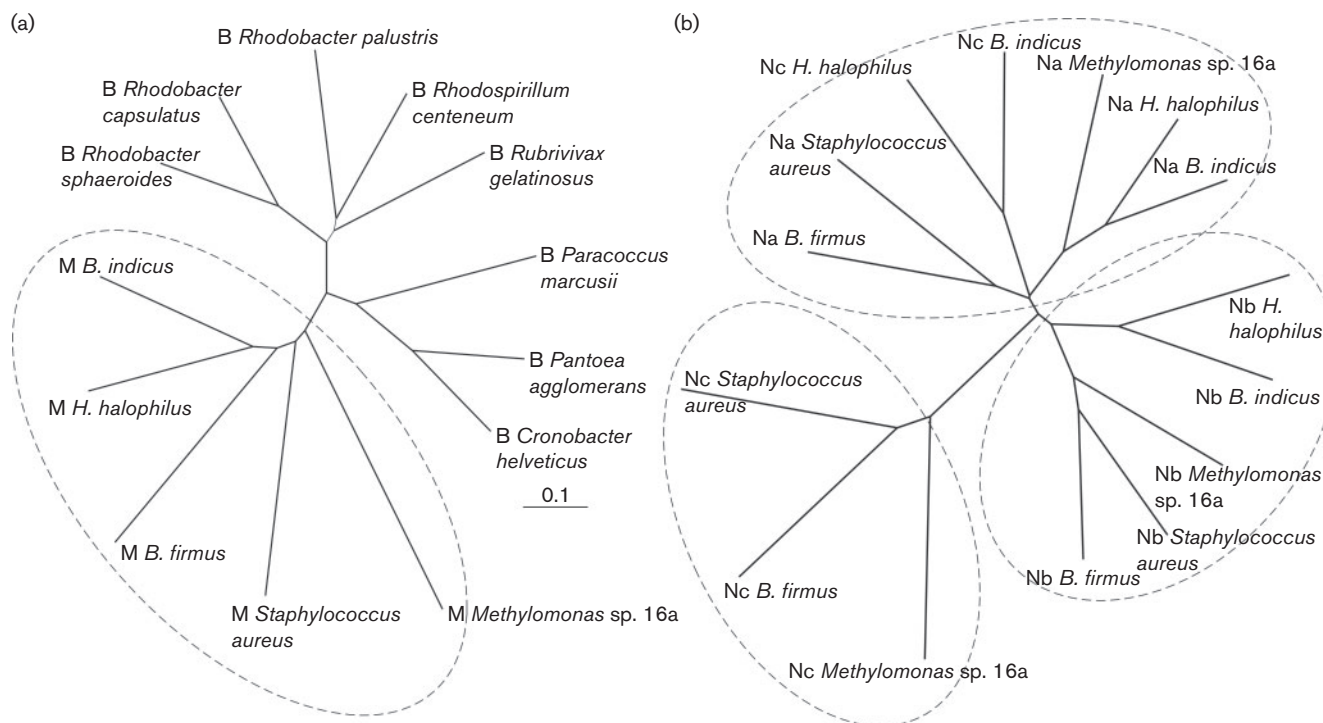 (a)
B Rhodobacter palustris
B Rhodobacter
capsulatus
B Rhodospirillum
centeneum
B Rhodobacter
sphaeroides
B Rubrivivax
gelatinosus
M B. indicus
B Paracoccus
marcusii
M H. halophilus
B Pantoea
agglomerans
B Cronobacter
helveticus
0.1
M B. firmus
M Staphylococcus
aureus
M Methylomonas sp. 16a
(b)
Nc B. indicus
Nc H. halophilus
Na Methylomonas sp. 16a
Na H. halophilus
Na Staphylococcus
aureus
Na B. indicus
Na B. firmus
Nb H.
halophilus
Nc Staphylococcus
aureus
Nb B. indicus
Nb Methylomonas
sp. 16a
Nb Staphylococcus
aureus
Nb B. firmus
Nc B. firmus
Nc Methylomonas sp. 16a